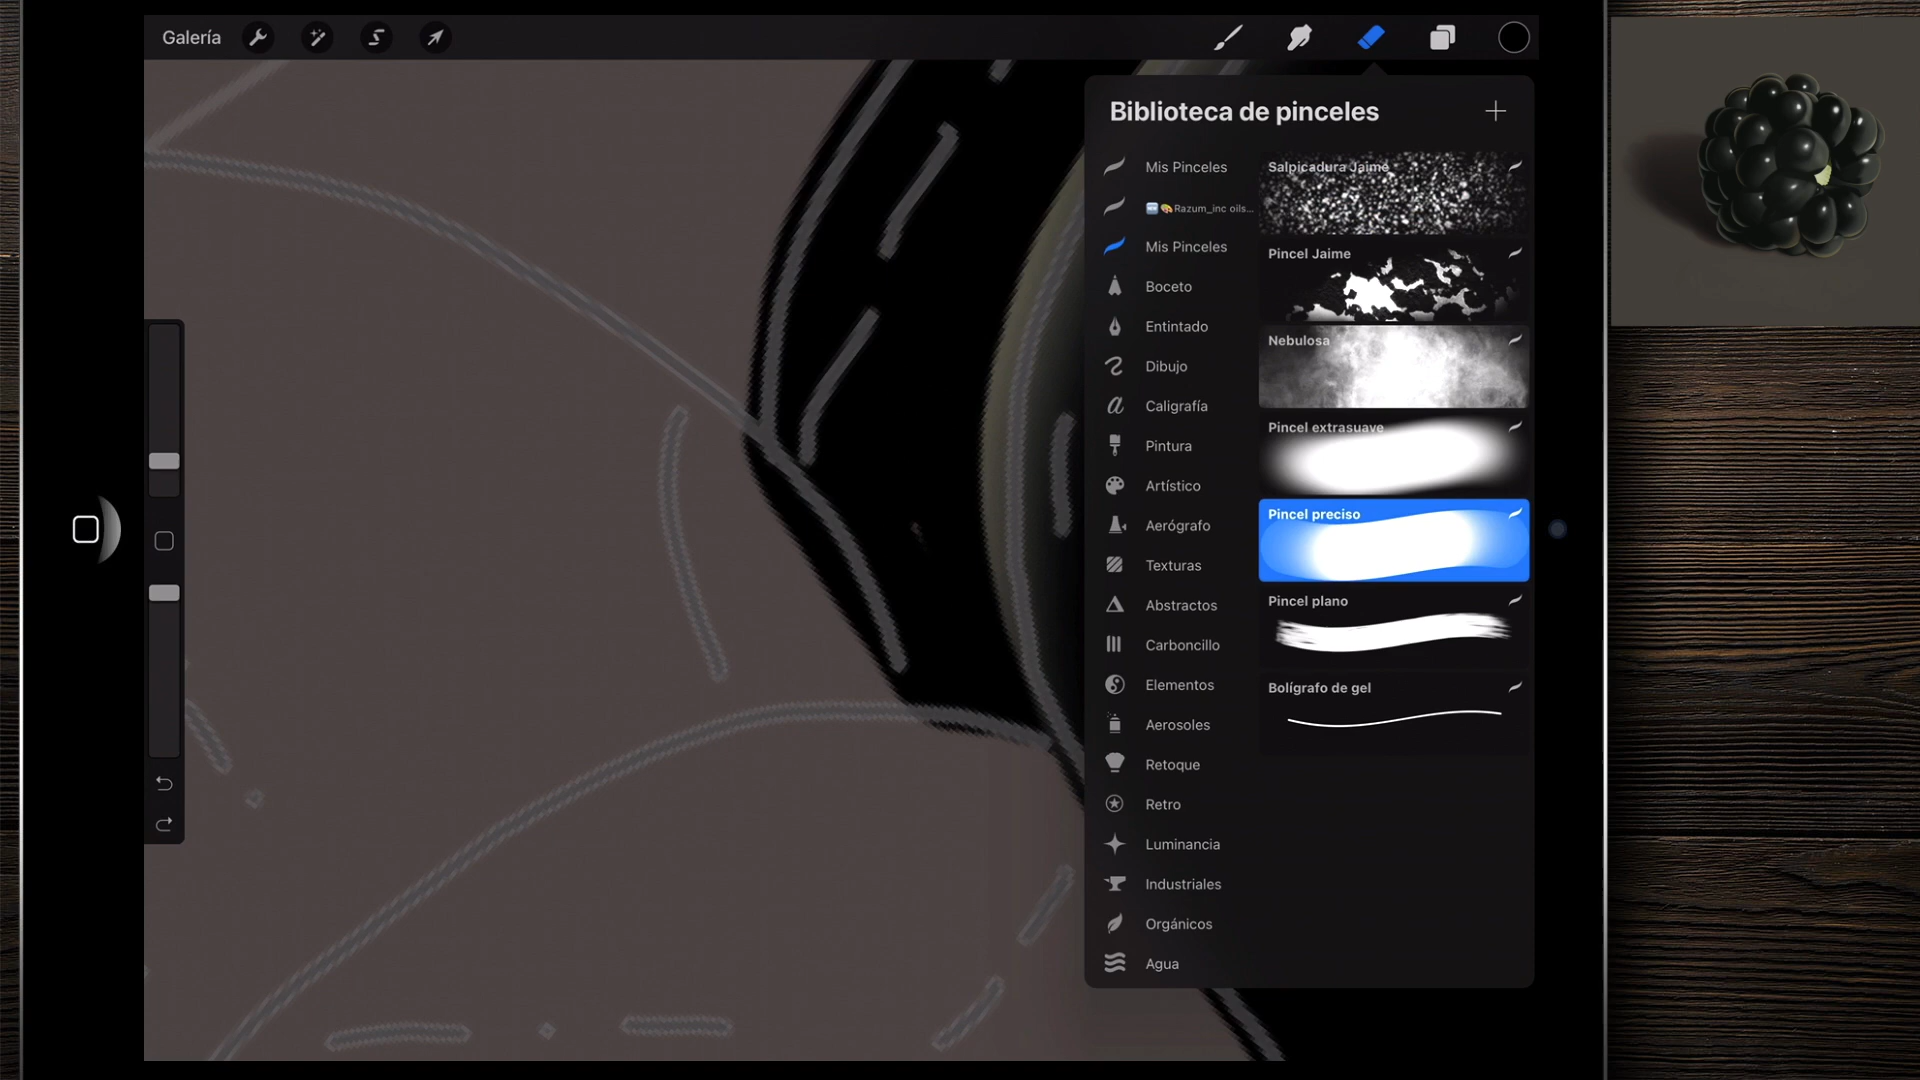 Galería
Biblioteca de pinceles
Mis Pinceles
Razum_inc oils...
Mis Pinceles
Boceto
Entintado
Dibujo
Caligrafía
Pintura
Artístico
Aerógrafo
Texturas
Abstractos
Carboncillo
Elementos
Aerosoles
Retoque
Retro
Luminancia
Industriales
Orgánicos
Agua
Salpicadura Jaime
Pincel Jaime
Nebulosa
Pincel extrasuave
Pincel preciso
Pincel plano
Bolígrafo de gel